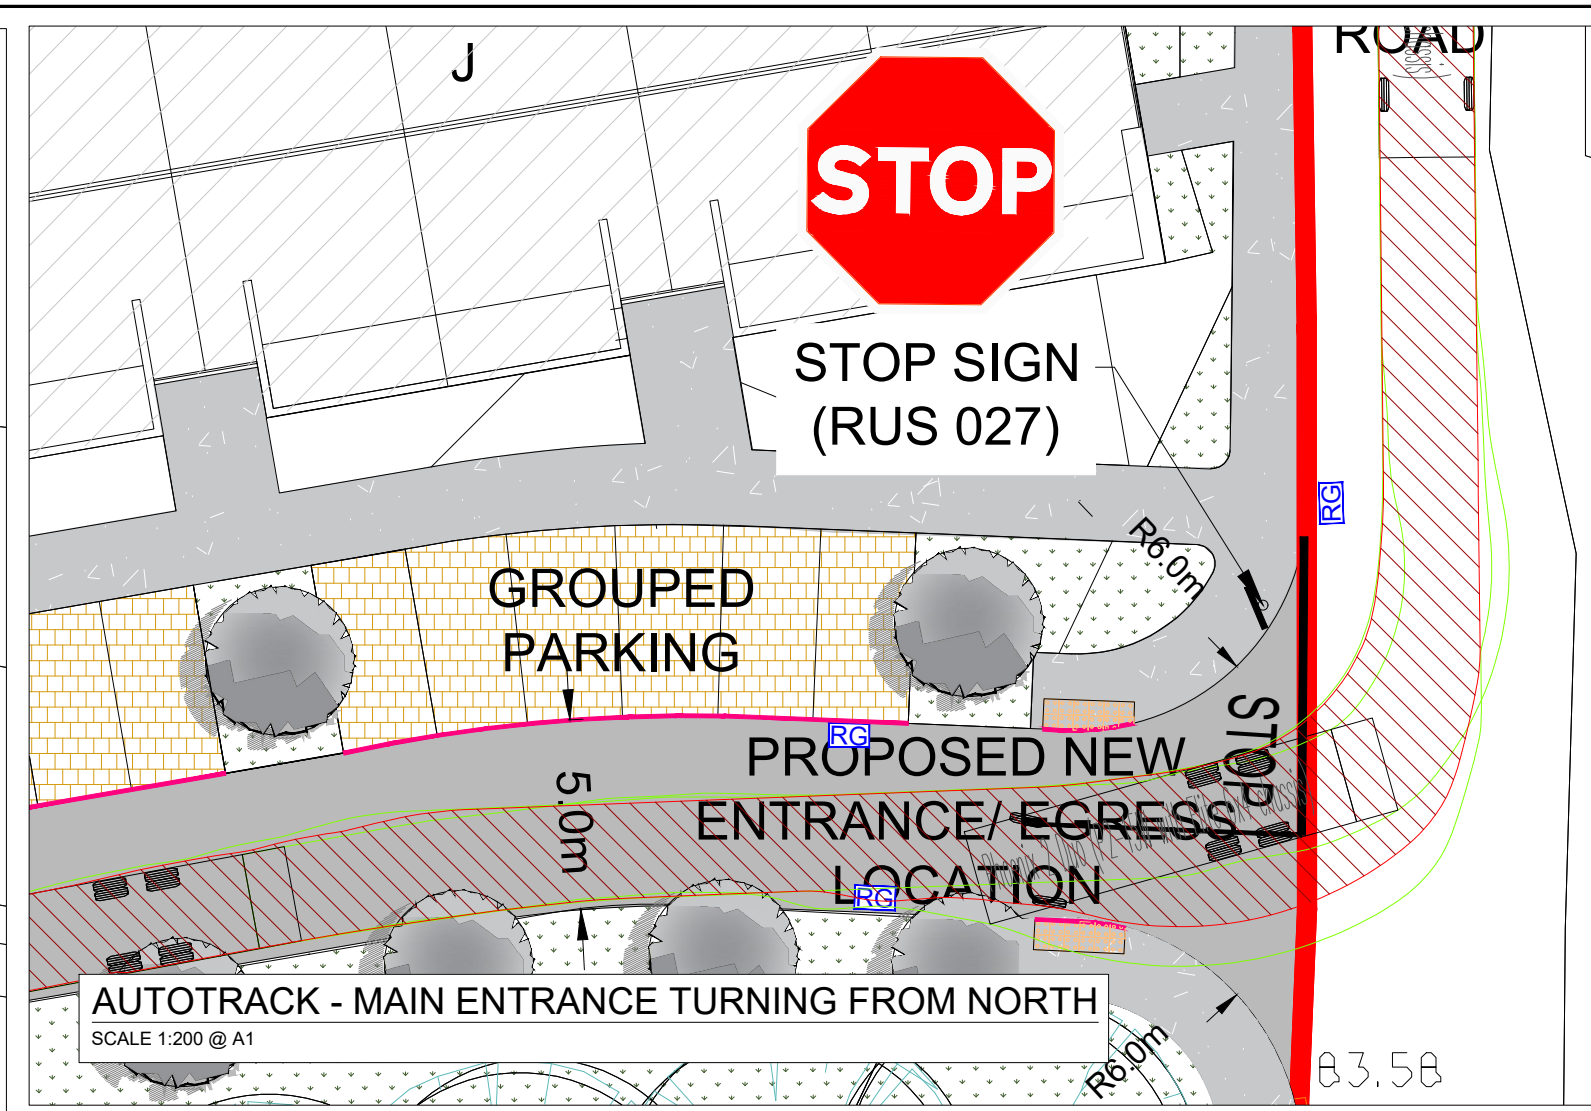 ROAD
J
STOP
STOP SIGN
(RUS 027)
RG
R6.0m
GROUPED
PARKING
STOP
RG
PROPOSED NEW
ENTRANCE/ EGRESS
LOCATION
5.0m
RG
AUTOTRACK - MAIN ENTRANCE TURNING FROM NORTH
SCALE 1:200 @ A1
R6.0m
83.58